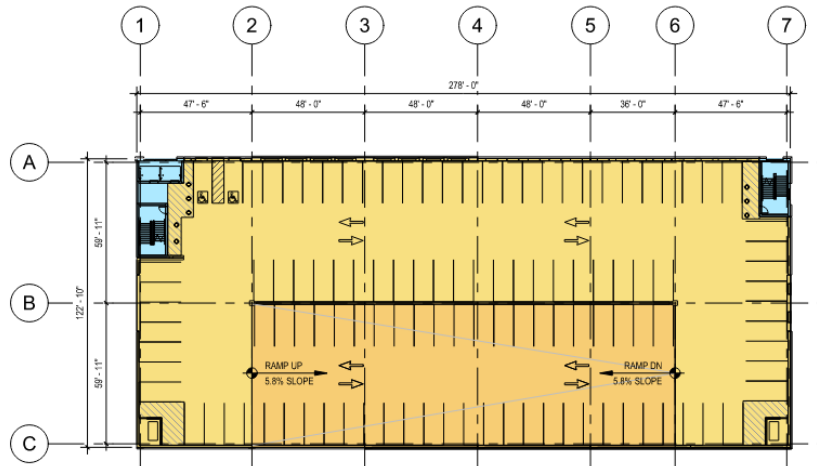 1 2 3 4 5 6 7
278' - 0"
47' - 6" 48' - 0" 48' - 0" 48' - 0" 36' - 0" 47' - 6"
A
59' - 11"
122' - 10"
B
59' - 11"
RAMP UP
5.8% SLOPE
RAMP DN
5.8% SLOPE
C